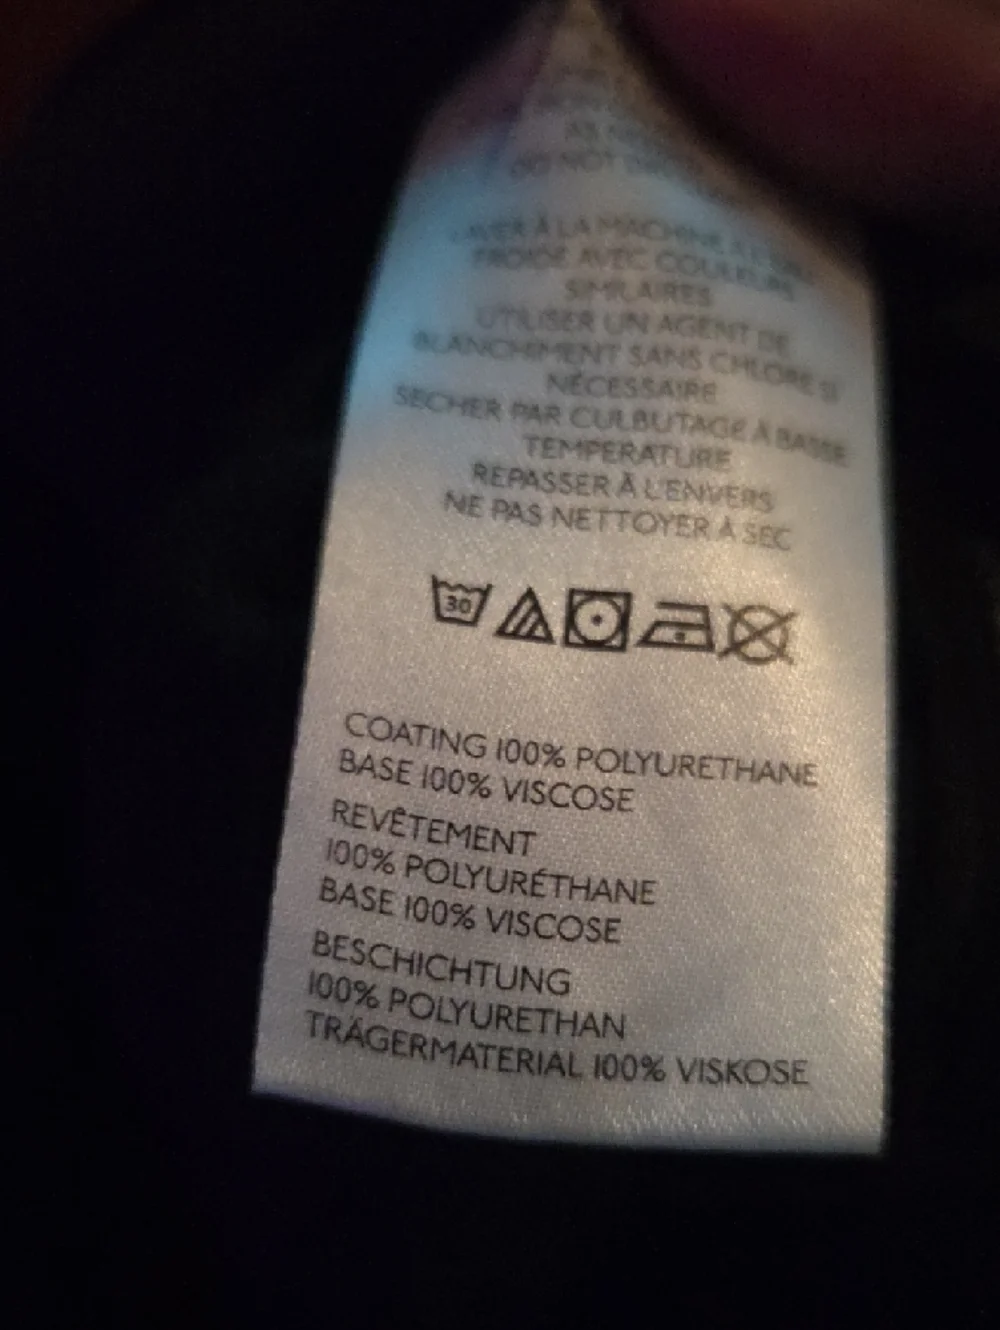 DO NOT
LAVER À LA MACHINE À
FROIDE AVEC COULEURS
SIMILAIRES
UTILISER UN AGENT DE
BLANCHIMENT SANS CHLORE SI
NÉCESSAIRE
SECHER PAR CULBUTAGE À BASSE
TEMPERATURE
REPASSER À L'ENVERS
NE PAS NETTOYER À SEC
30
COATING 100% POLYURETHANE
BASE 100% VISCOSE
REVÊTEMENT
100% POLYURÉTHANE
BASE 100% VISCOSE
BESCHICHTUNG
100% POLYURETHAN
TRÄGERMATERIAL 100% VISKOSE